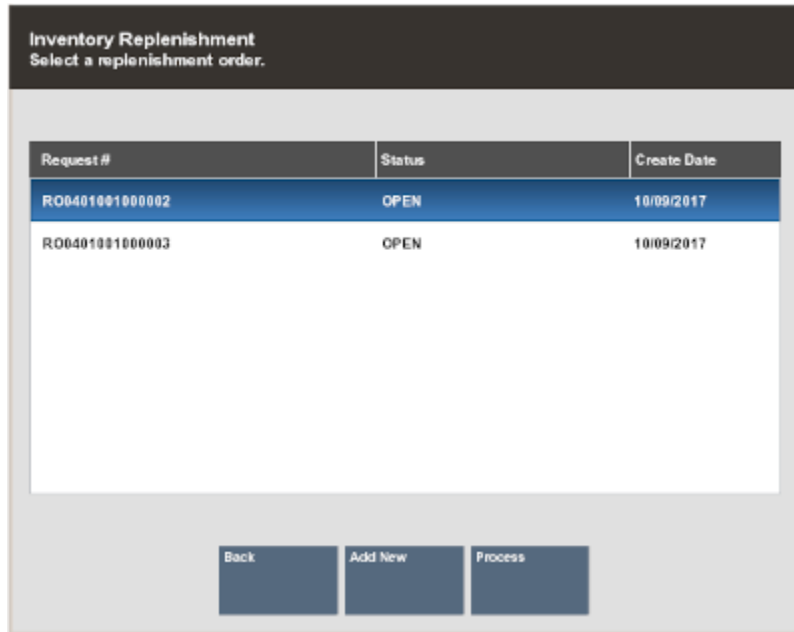 Inventory Replenishment
Select a replenishment order.
Request # Status Create Date
RO0401001000002 OPEN 10/09/2017
RO0401001000003 OPEN 10/09/2017
Back Add New Process